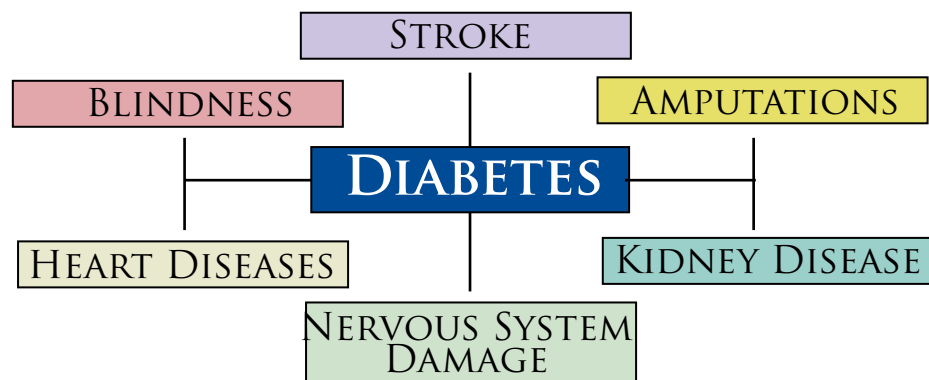 Stroke
Blindness
Amputations
Diabetes
Heart Diseases
Kidney Disease
Nervous System
Damage